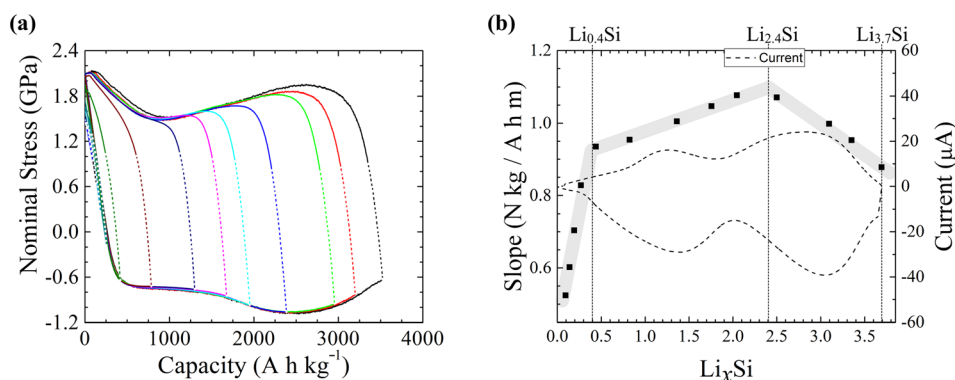 (a)
2.4
1.8
1.2
0.6
0.0
-0.6
-1.2
Nominal Stress (GPa)
0 1000 2000 3000 4000
Capacity (A h kg⁻¹)
(b)
Li₀.₄Si Li₂.₄Si Li₃.₇Si
Current
1.2
1.0
0.8
0.6
Slope (N kg / A h m)
60
40
20
0
-20
-40
-60
Current (μA)
0.0 0.5 1.0 1.5 2.0 2.5 3.0 3.5
LiₓSi